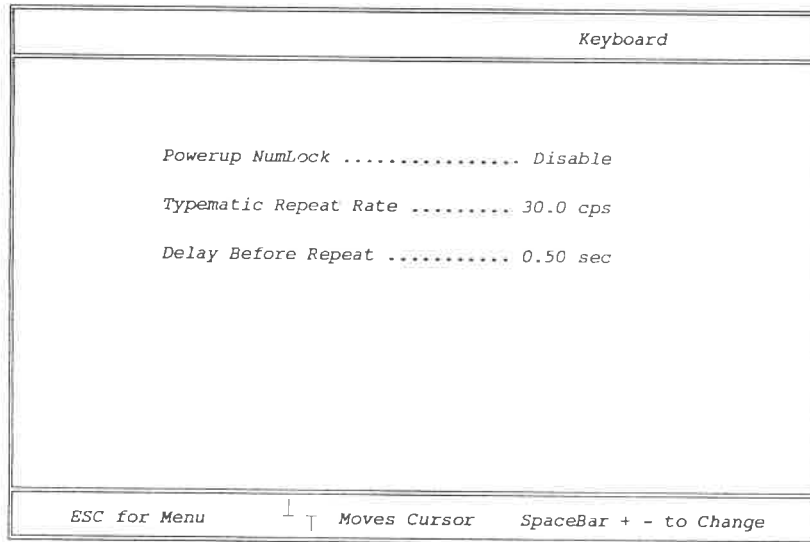 Keyboard
Powerup NumLock ................ Disable
Typematic Repeat Rate ......... 30.0 cps
Delay Before Repeat ........... 0.50 sec
ESC for Menu ┴ ┬ Moves Cursor SpaceBar + - to Change